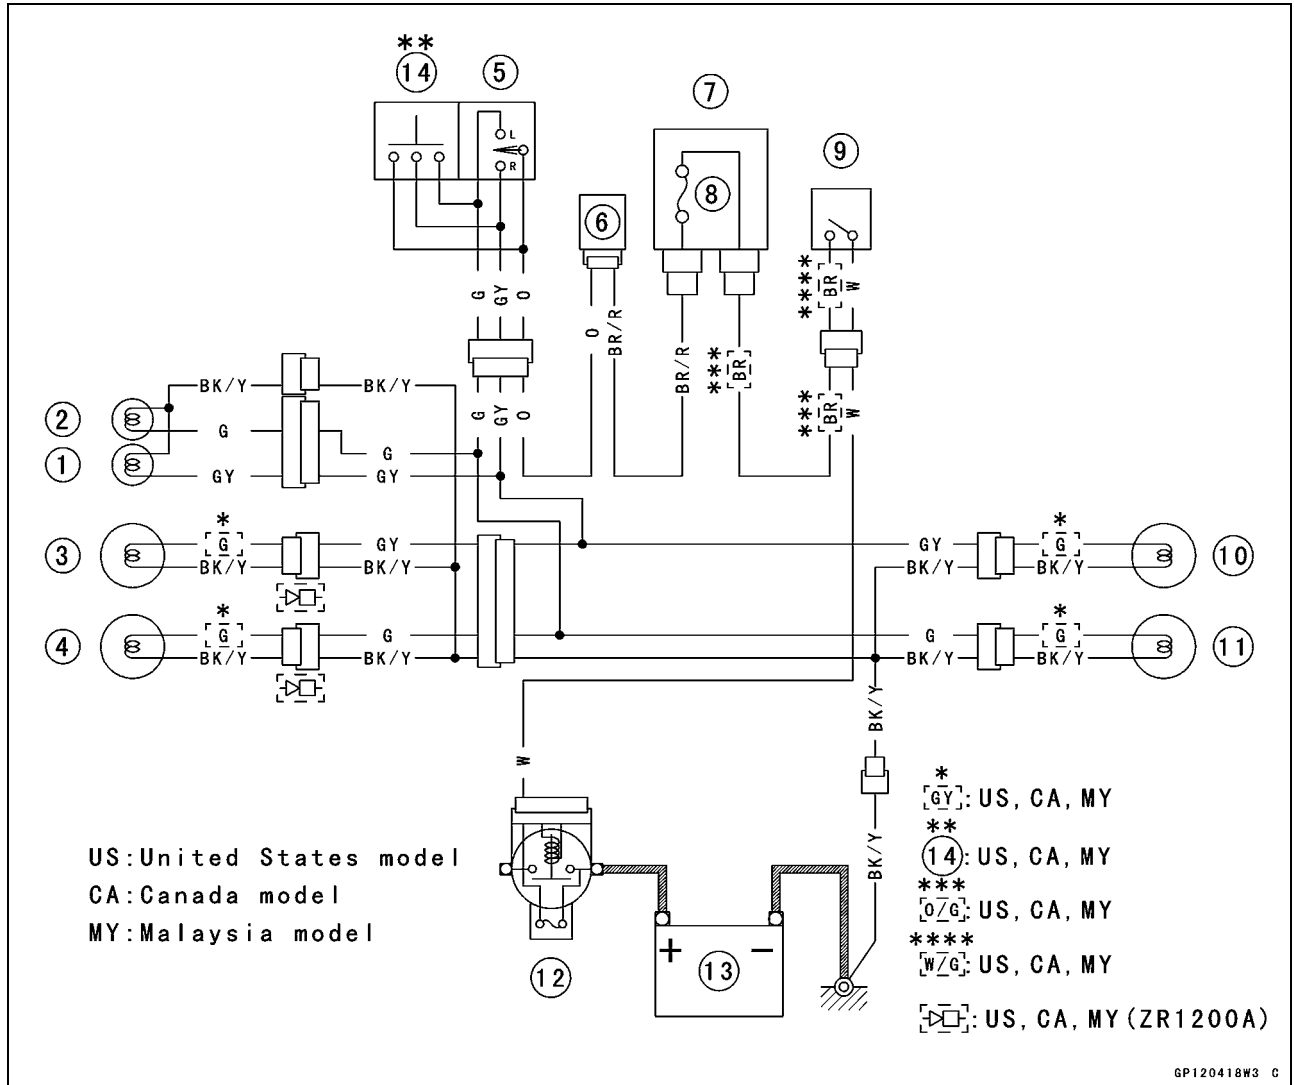 **
14 5 7
L
R
9
8
6
****
BR W
G GY O
O BR/R
BR/R
***
BR
****
BR W
G GY O
BK/Y BK/Y
2
G G
1
GY GY
* *
3 G GY GY G 10
BK/Y BK/Y BK/Y BK/Y
* *
4 G G G G 11
BK/Y BK/Y BK/Y BK/Y
BK/Y
W
BK/Y
12
+ −
13
US:United States model
CA:Canada model
MY:Malaysia model
*
GY: US, CA, MY
**
14: US, CA, MY
***
O/G: US, CA, MY
****
W/G: US, CA, MY
: US, CA, MY (ZR1200A)
GP120418W3 C